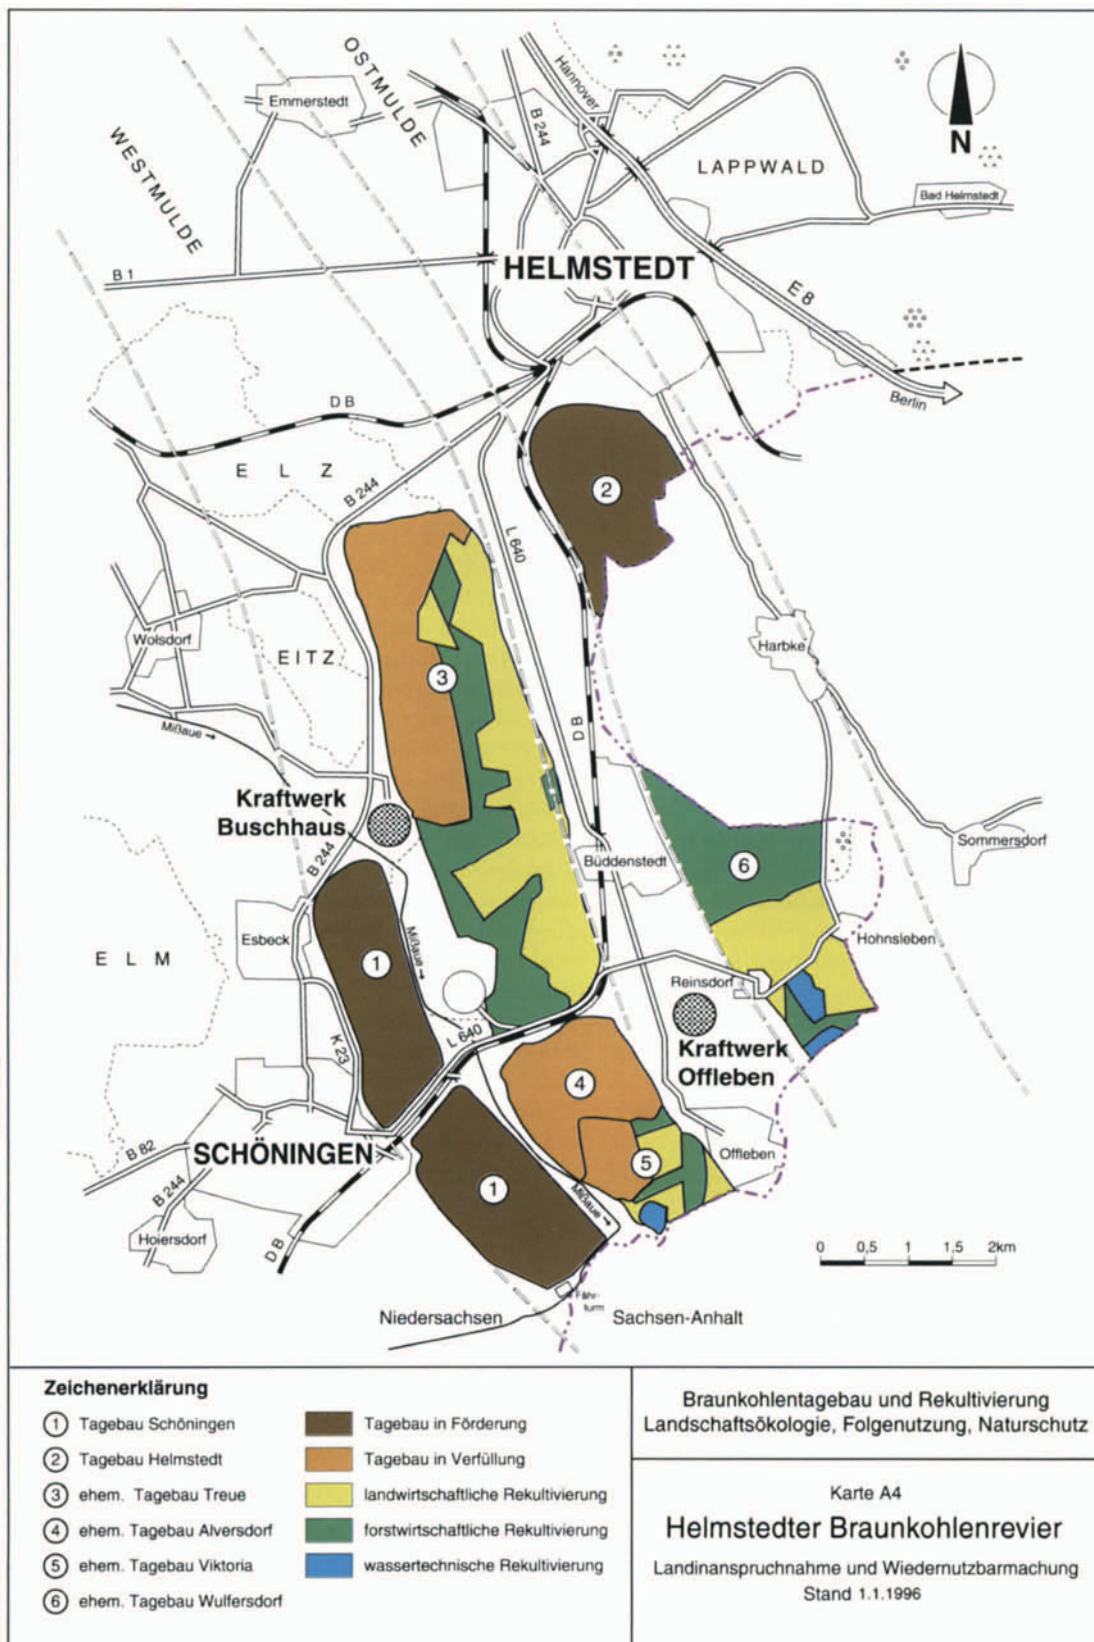 OSTMULDE
WESTMULDE
Emmerstedt
Hannover
B 244
N
LAPPWALD
Bad Helmstedt
B 1
HELMSTEDT
E 8
Berlin
D B
E L Z
B 244
L 640
2
Wolsdorf
EITZ
3
Harbke
Mißaue
D B
Kraftwerk
Buschhaus
B 244
Büddenstedt
6
Sommersdorf
Esbeck
E L M
1
Mißaue
Hohnsleben
Reinsdorf
K 23
L 640
Kraftwerk
Offleben
4
SCHÖNINGEN
B 82
B 244
Offleben
5
1
Mißaue
Hoiersdorf
D B
0 0,5 1 1,5 2km
Fähr-
turm
Niedersachsen
Sachsen-Anhalt
Zeichenerklärung
1 Tagebau Schöningen
2 Tagebau Helmstedt
3 ehem. Tagebau Treue
4 ehem. Tagebau Alversdorf
5 ehem. Tagebau Viktoria
6 ehem. Tagebau Wulfersdorf
Tagebau in Förderung
Tagebau in Verfüllung
landwirtschaftliche Rekultivierung
forstwirtschaftliche Rekultivierung
wassertechnische Rekultivierung
Braunkohlentagebau und Rekultivierung
Landschaftsökologie, Folgenutzung, Naturschutz
Karte A4
Helmstedter Braunkohlenrevier
Landinanspruchnahme und Wiedernutzbarmachung
Stand 1.1.1996